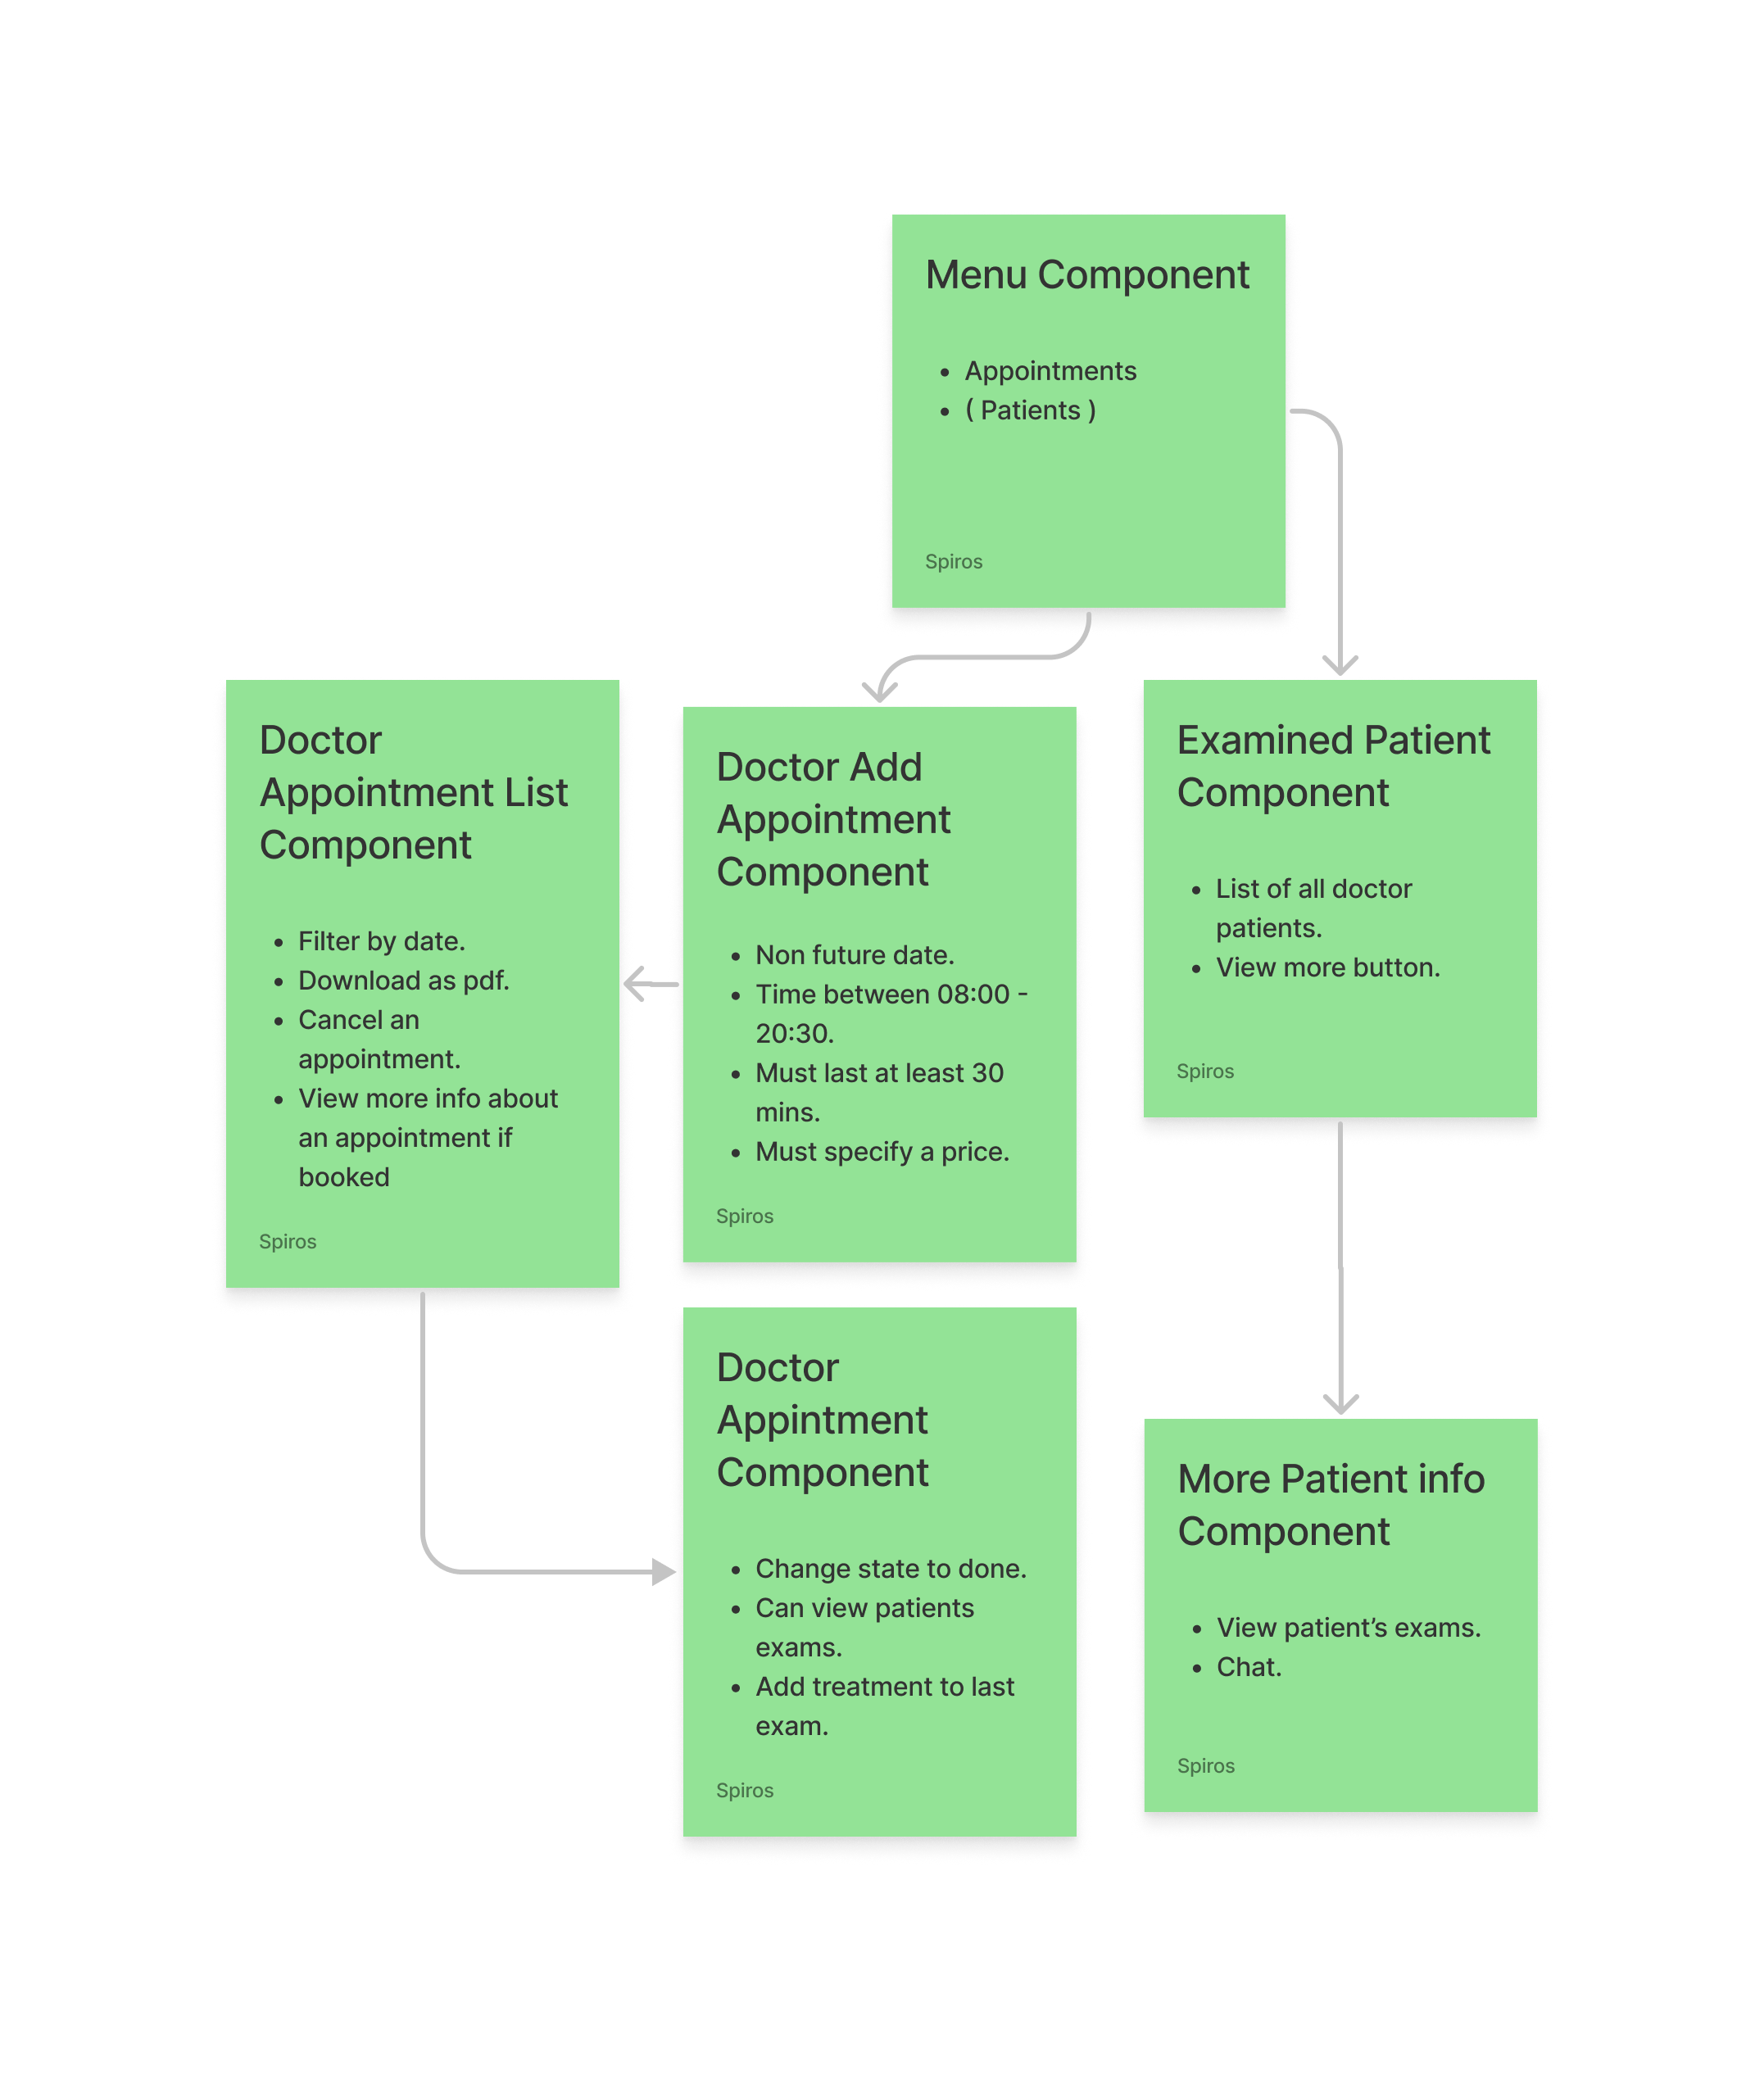 Menu Component
Appointments
( Patients )
Spiros
Doctor
Appointment List
Component
Filter by date.
Download as pdf.
Cancel an
appointment.
View more info about
an appointment if
booked
Spiros
Doctor Add
Appointment
Component
Non future date.
Time between 08:00 -
20:30.
Must last at least 30
mins.
Must specify a price.
Spiros
Examined Patient
Component
List of all doctor
patients.
View more button.
Spiros
Doctor
Appintment
Component
Change state to done.
Can view patients
exams.
Add treatment to last
exam.
Spiros
More Patient info
Component
View patient’s exams.
Chat.
Spiros